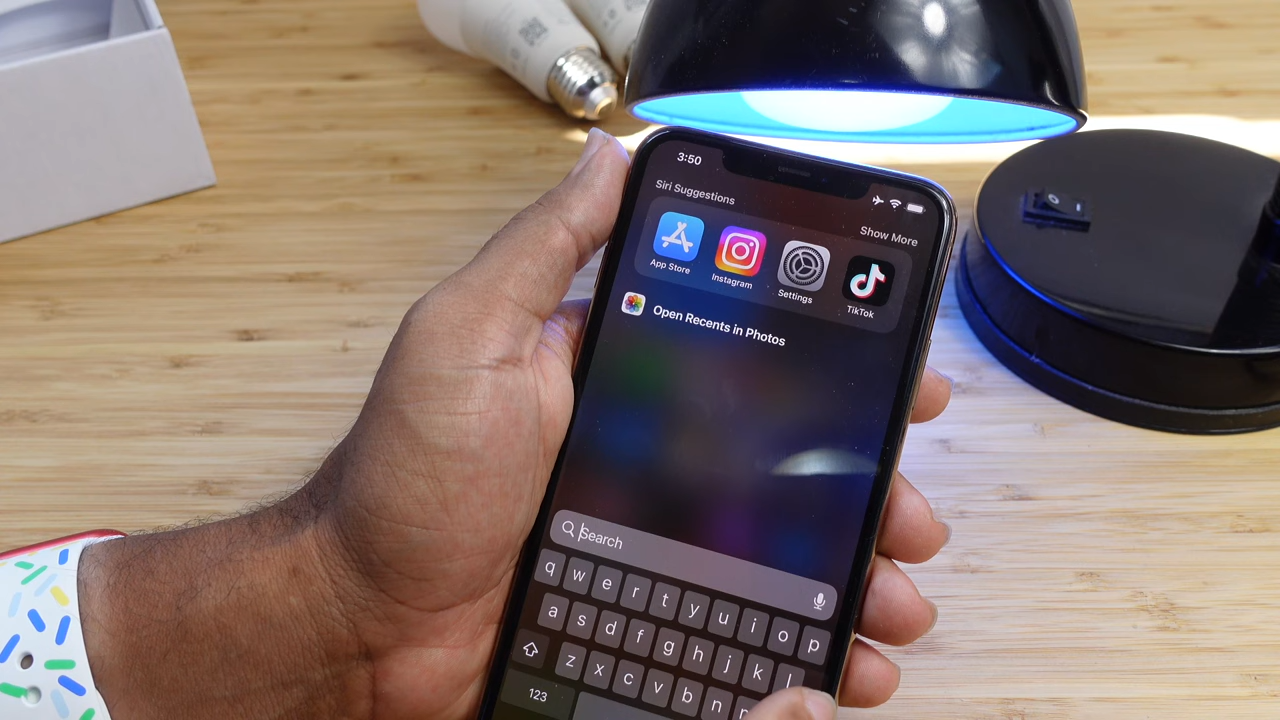 3:50
Siri Suggestions
Show More
App Store
Instagram
Settings
TikTok
Open Recents in Photos
Search
q w e r t y u i o p
a s d f g h j k l
z x c v b n m
123